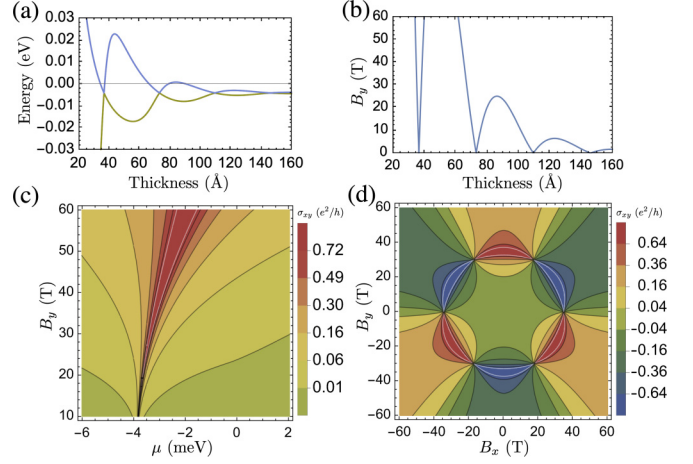 (a)
0.03
0.02
0.01
0.00
−0.01
−0.02
−0.03
Energy (eV)
20 40 60 80 100 120 140 160
Thickness (Å)
(b)
60
50
40
30
20
10
0
B_y (T)
20 40 60 80 100 120 140 160
Thickness (Å)
(c)
60
50
40
30
20
10
B_y (T)
−6 −4 −2 0 2
μ (meV)
σ_xy (e²/h)
0.72
0.49
0.30
0.16
0.06
0.01
(d)
60
40
20
0
−20
−40
−60
B_y (T)
−60 −40 −20 0 20 40 60
B_x (T)
σ_xy (e²/h)
0.64
0.36
0.16
0.04
−0.04
−0.16
−0.36
−0.64